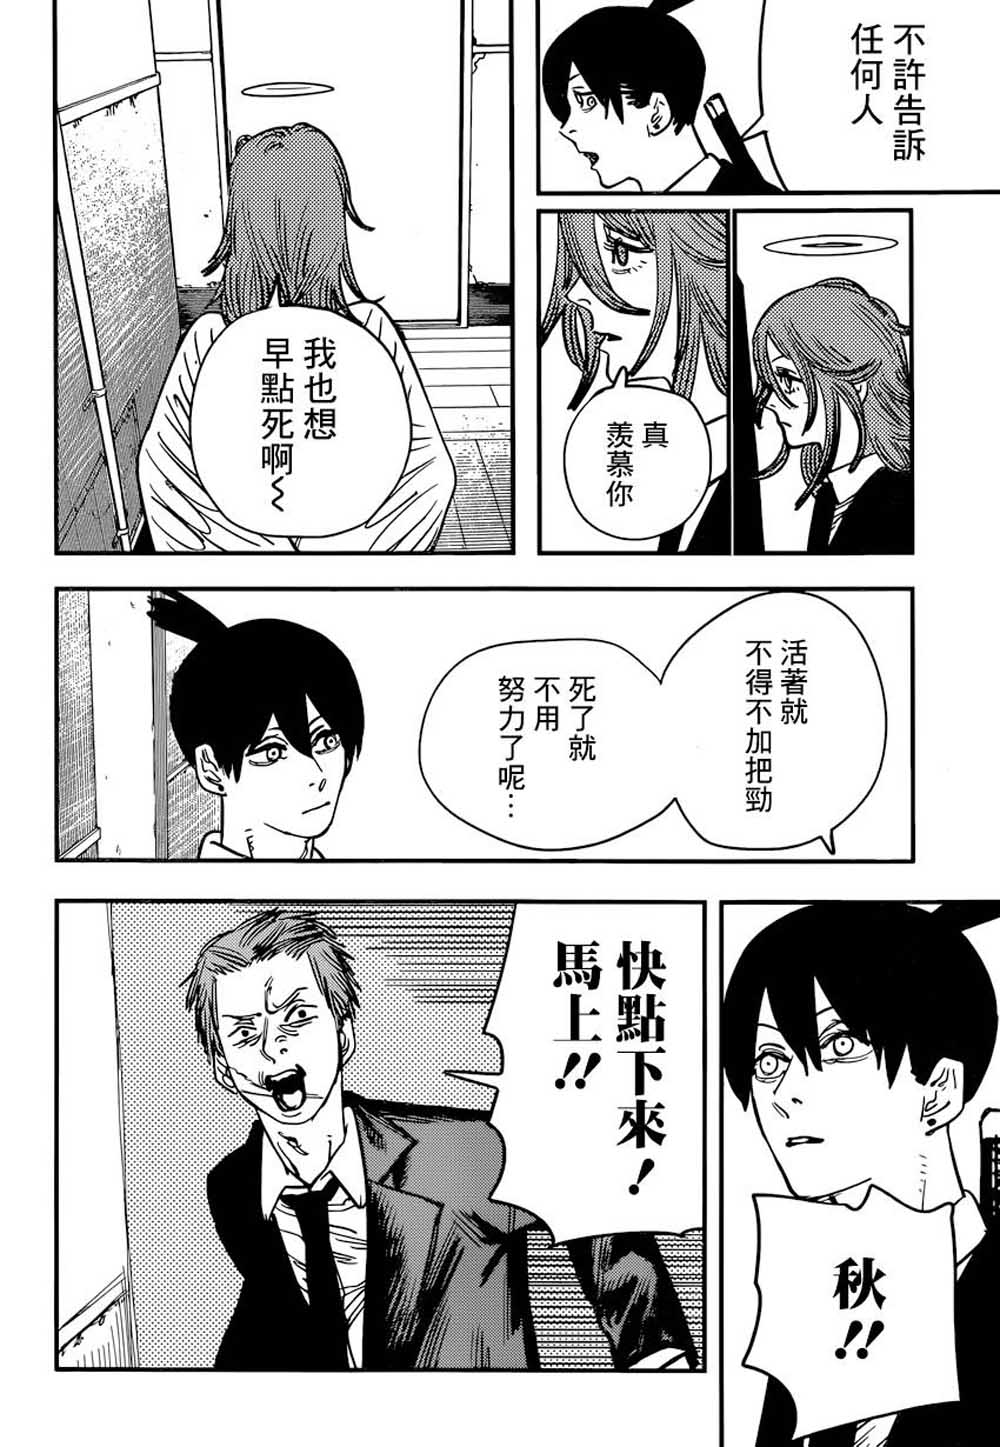 不許告訴
任何人
真
羨慕你
我也想
早點死啊～
活著就
不得不加把勁
死了就
不用
努力了呢…
秋!!
快點下來!
馬上!!